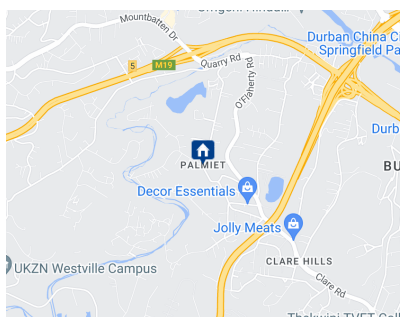 Mountbatten Dr
Durban China Ci
Springfield Pa
Quarry Rd
5
M19
O'Flaherty Rd
Durb
PALMIET
BU
Decor Essentials
Jolly Meats
CLARE HILLS
UKZN Westville Campus
Clare Rd